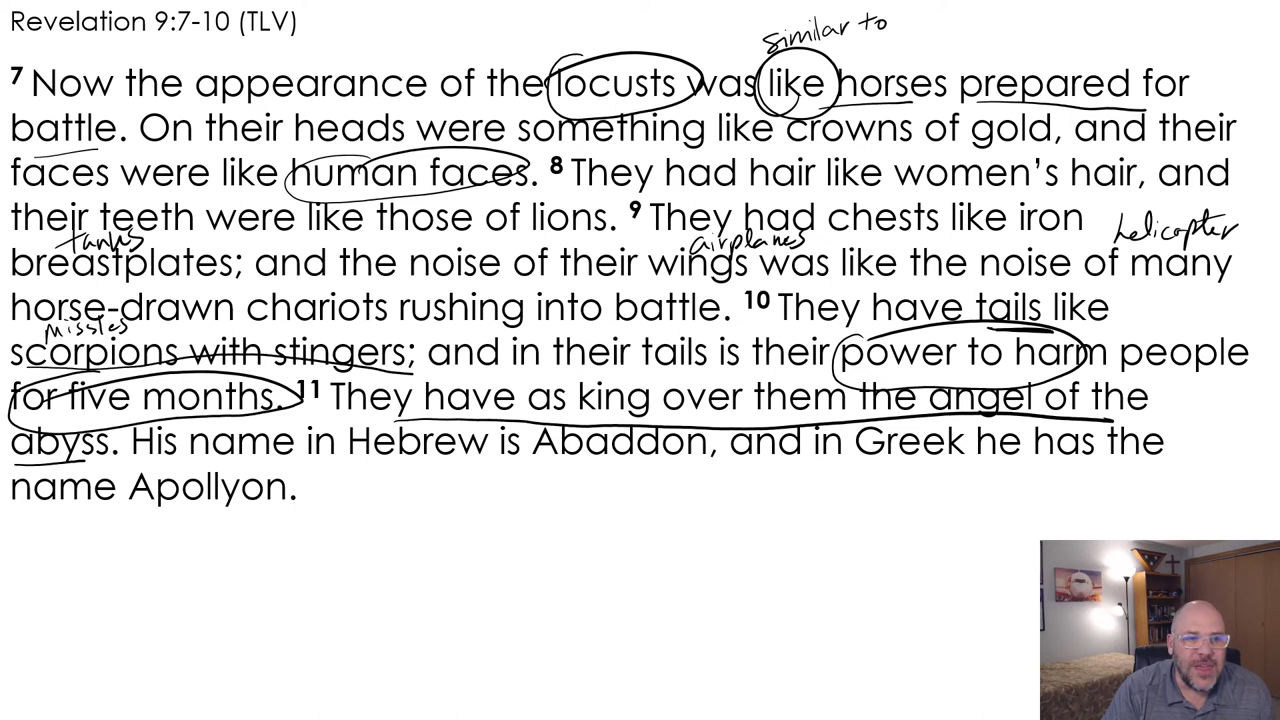 Revelation 9:7-10 (TLV)
similar to
7 Now the appearance of the locusts was like horses prepared for
battle. On their heads were something like crowns of gold, and their
faces were like human faces. 8 They had hair like women’s hair, and
their teeth were like those of lions. 9 They had chests like iron
tanks airplanes helicopter
breastplates; and the noise of their wings was like the noise of many
horse-drawn chariots rushing into battle. 10 They have tails like
missles
scorpions with stingers; and in their tails is their power to harm people
for five months. 11 They have as king over them the angel of the
abyss. His name in Hebrew is Abaddon, and in Greek he has the
name Apollyon.